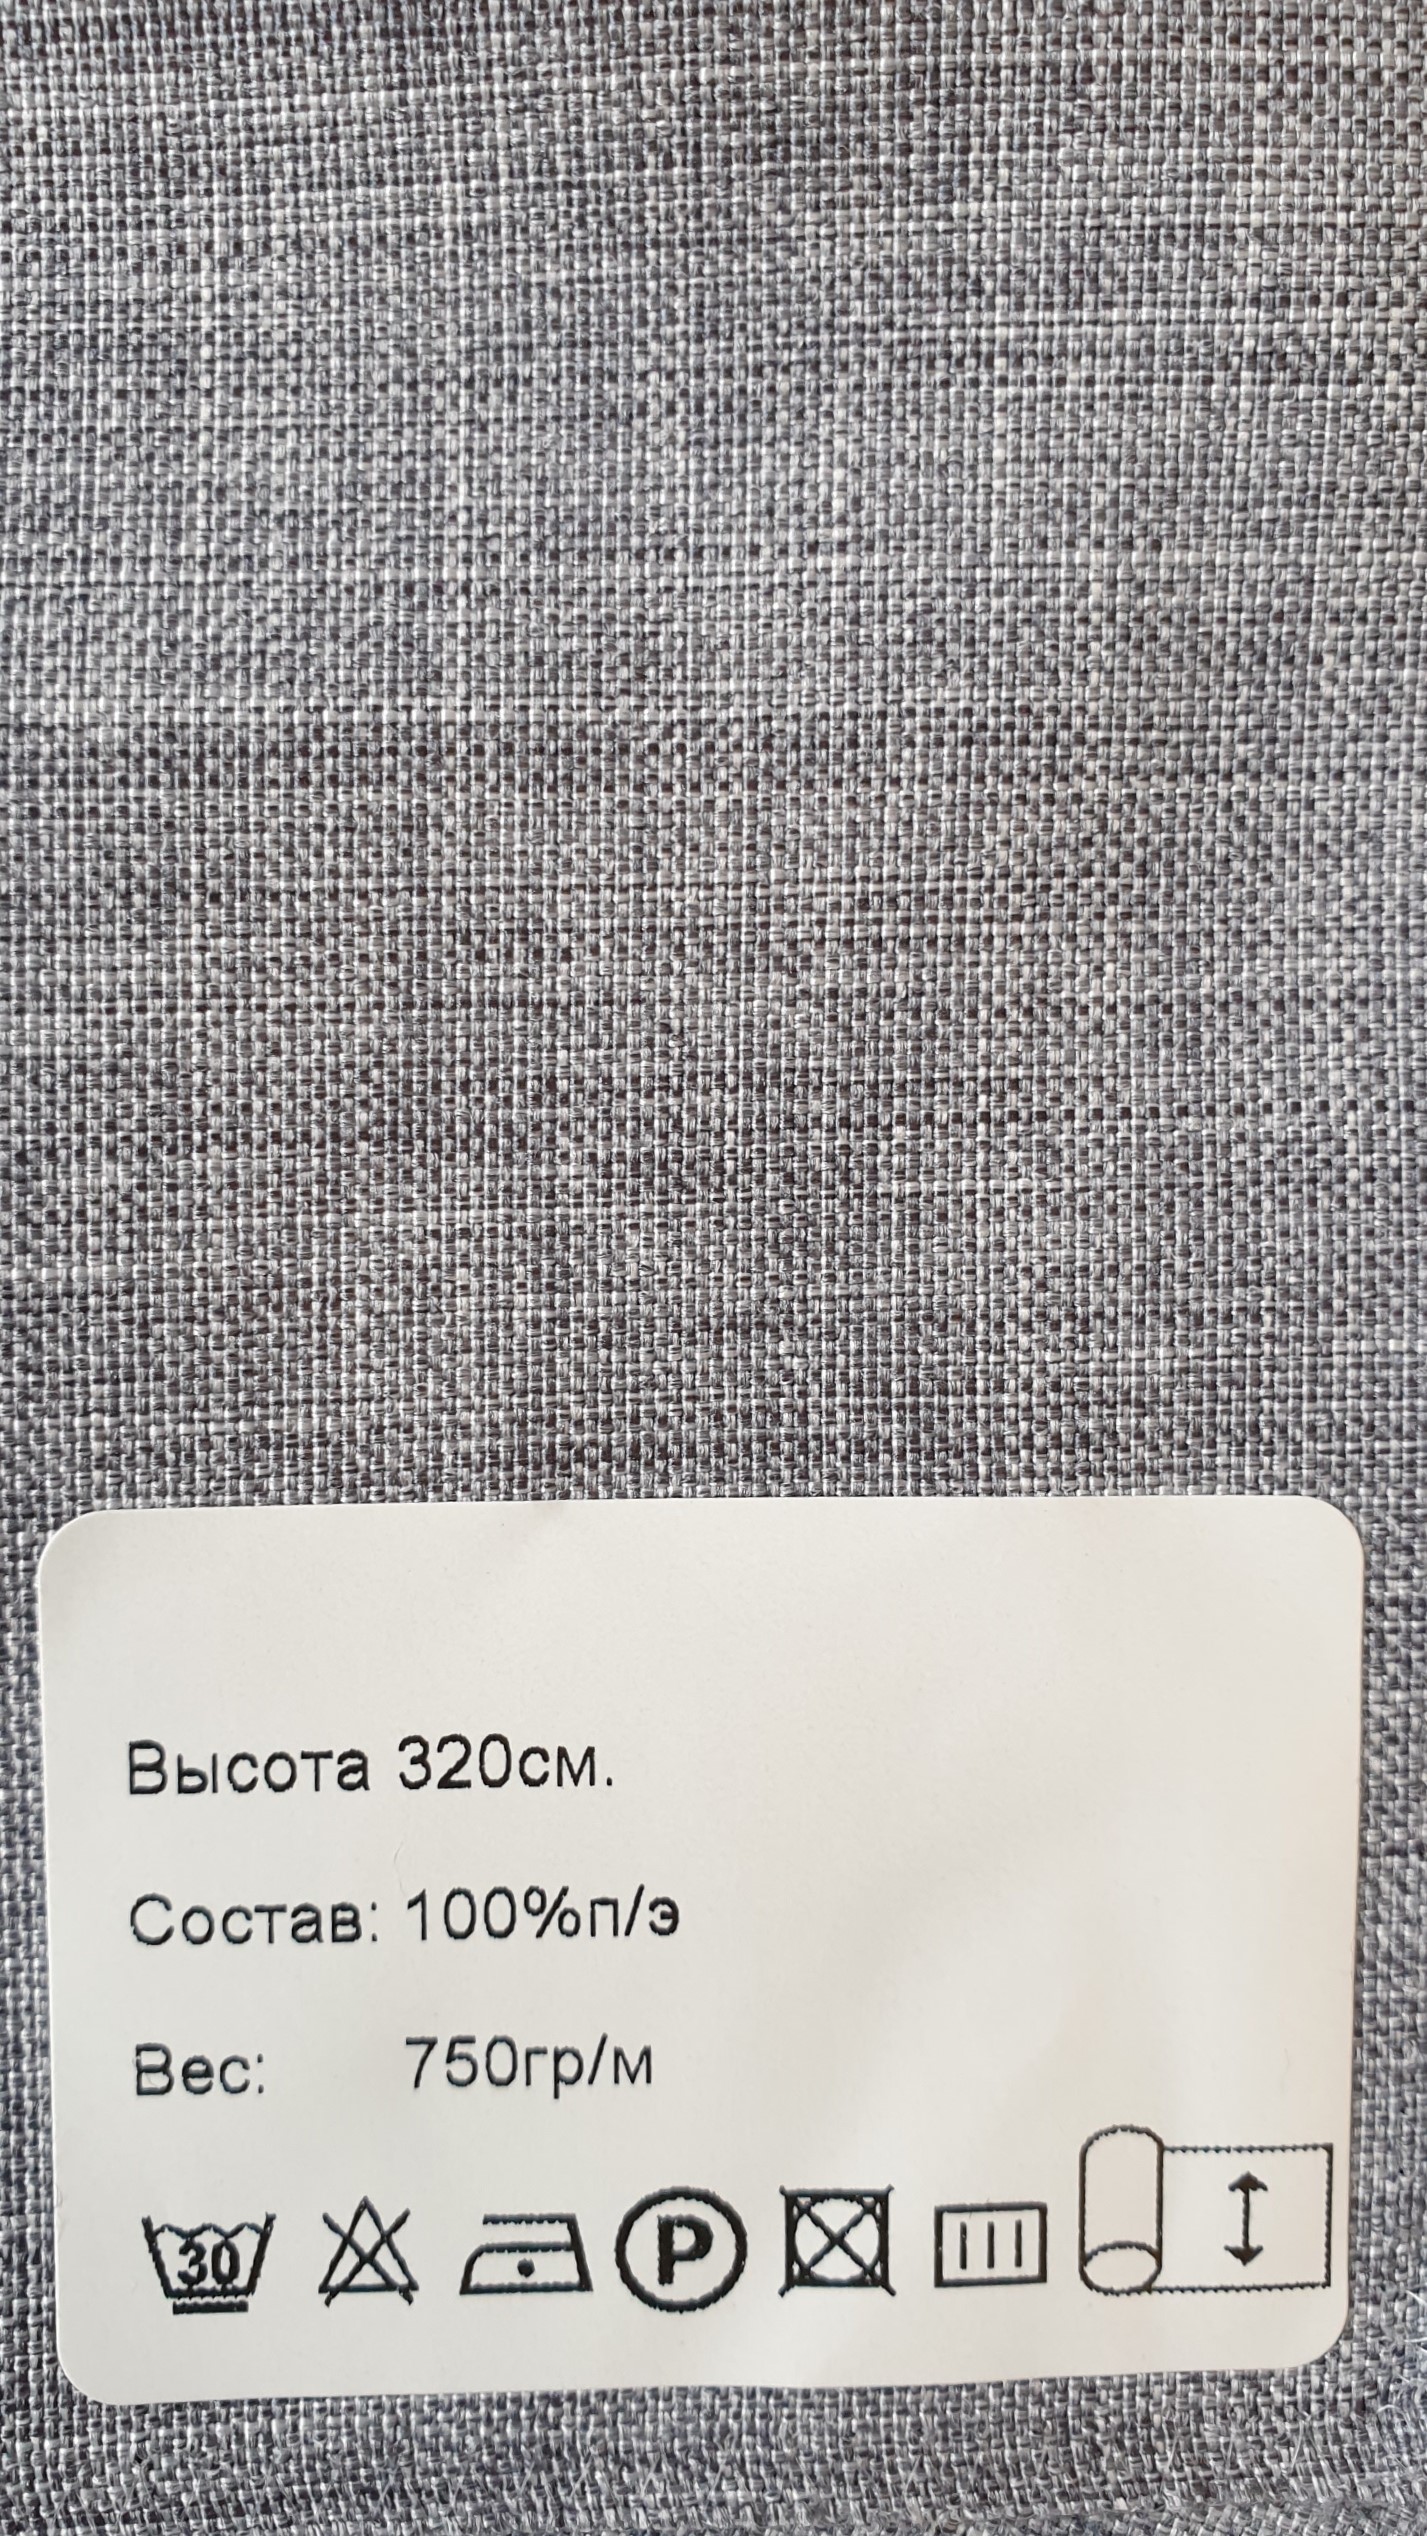 Высота 320см.
Состав: 100%п/э
Вес: 750гр/м
30 P